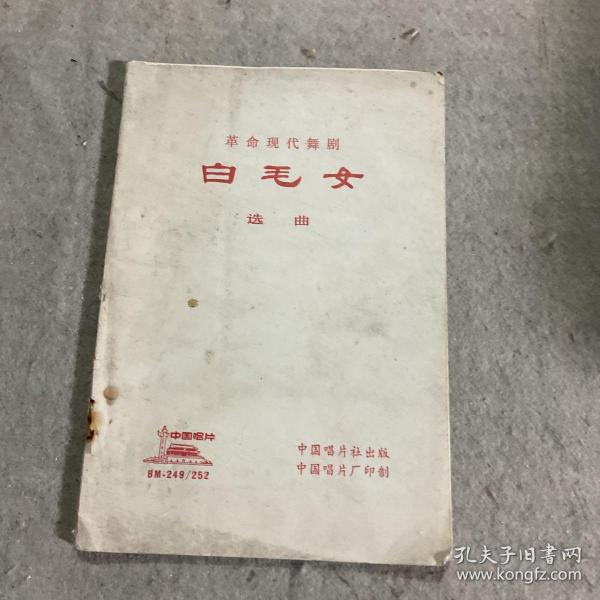 革命现代舞剧
白毛女
选曲
中国唱片
BM-249/252
中国唱片社出版
中国唱片厂印制
孔夫子旧书网
www.kongfz.com